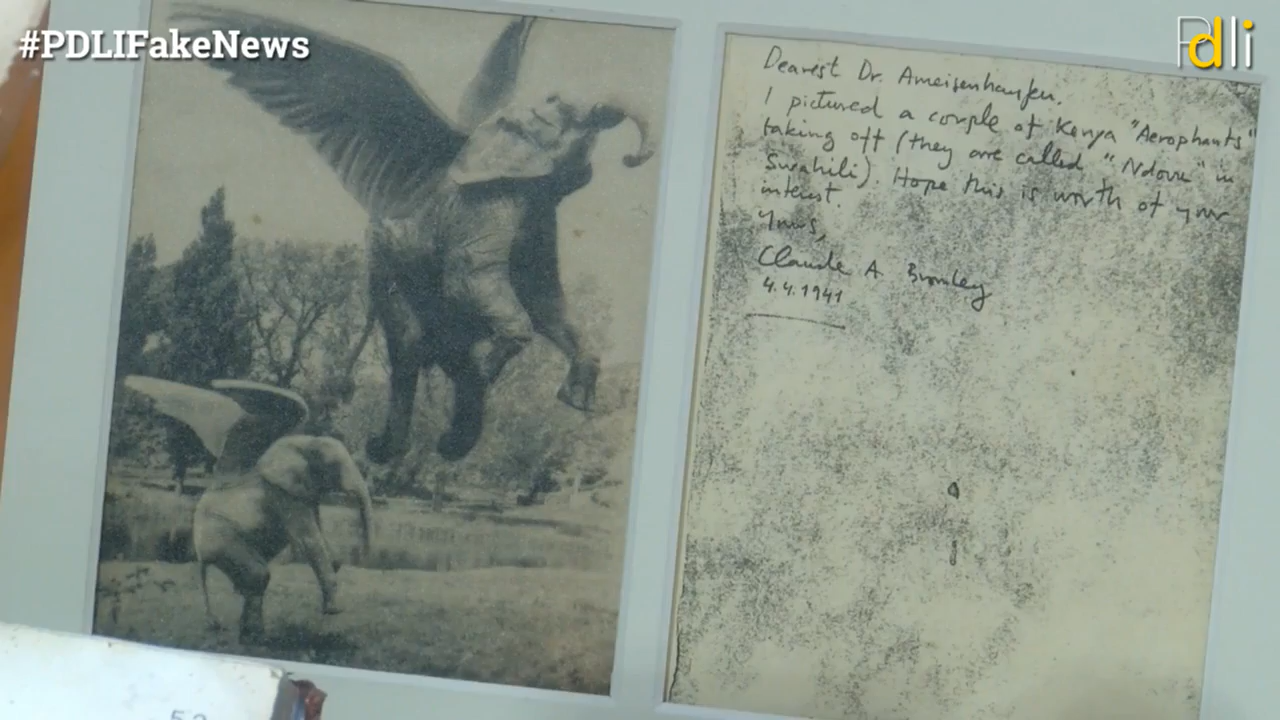 #PDLIFakeNews
Pdli
Dearest Dr. Ameisenhaufen.
I pictured a couple of Kenya "Aerophants"
taking off (they are called "Ndovu" in
Swahili). Hope this is worth of your
interest.
Yours,
Claude A. Bromley
4.4.1941
52